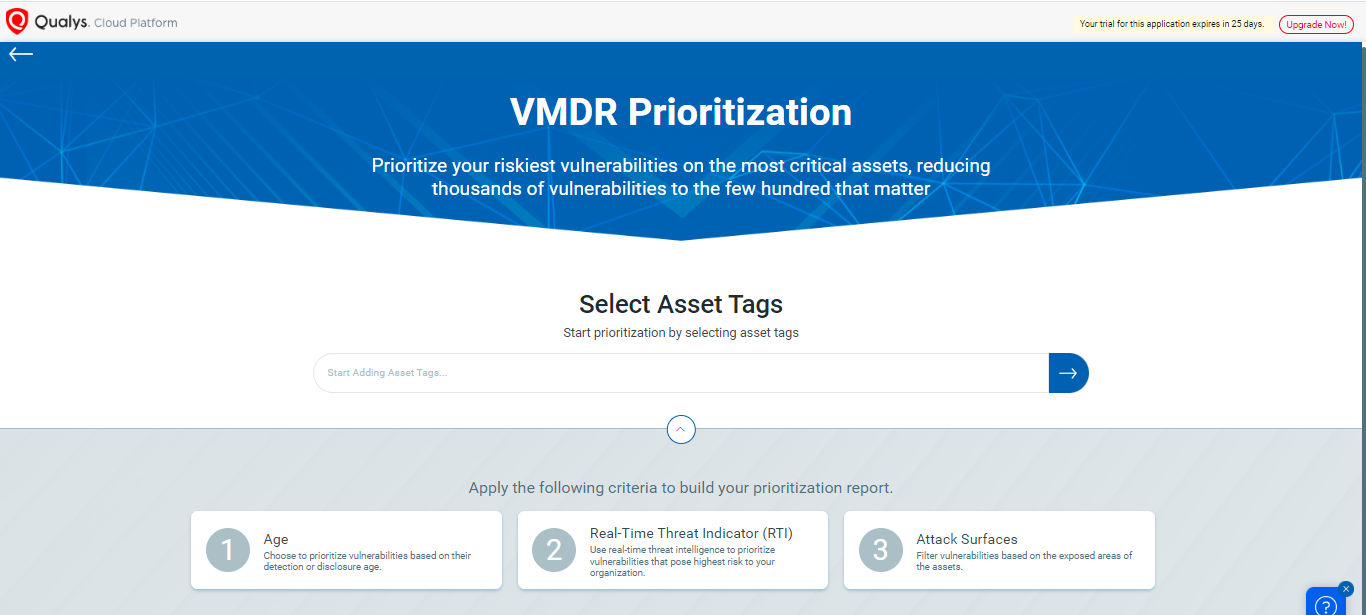 Qualys. Cloud Platform
Your trial for this application expires in 25 days.
Upgrade Now!
VMDR Prioritization
Prioritize your riskiest vulnerabilities on the most critical assets, reducing
thousands of vulnerabilities to the few hundred that matter
Select Asset Tags
Start prioritization by selecting asset tags
Start Adding Asset Tags...
Apply the following criteria to build your prioritization report.
1
Age
Choose to prioritize vulnerabilities based on their
detection or disclosure age.
2
Real-Time Threat Indicator (RTI)
Use real-time threat intelligence to prioritize
vulnerabilities that pose highest risk to your
organization.
3
Attack Surfaces
Filter vulnerabilities based on the exposed areas of
the assets.
?